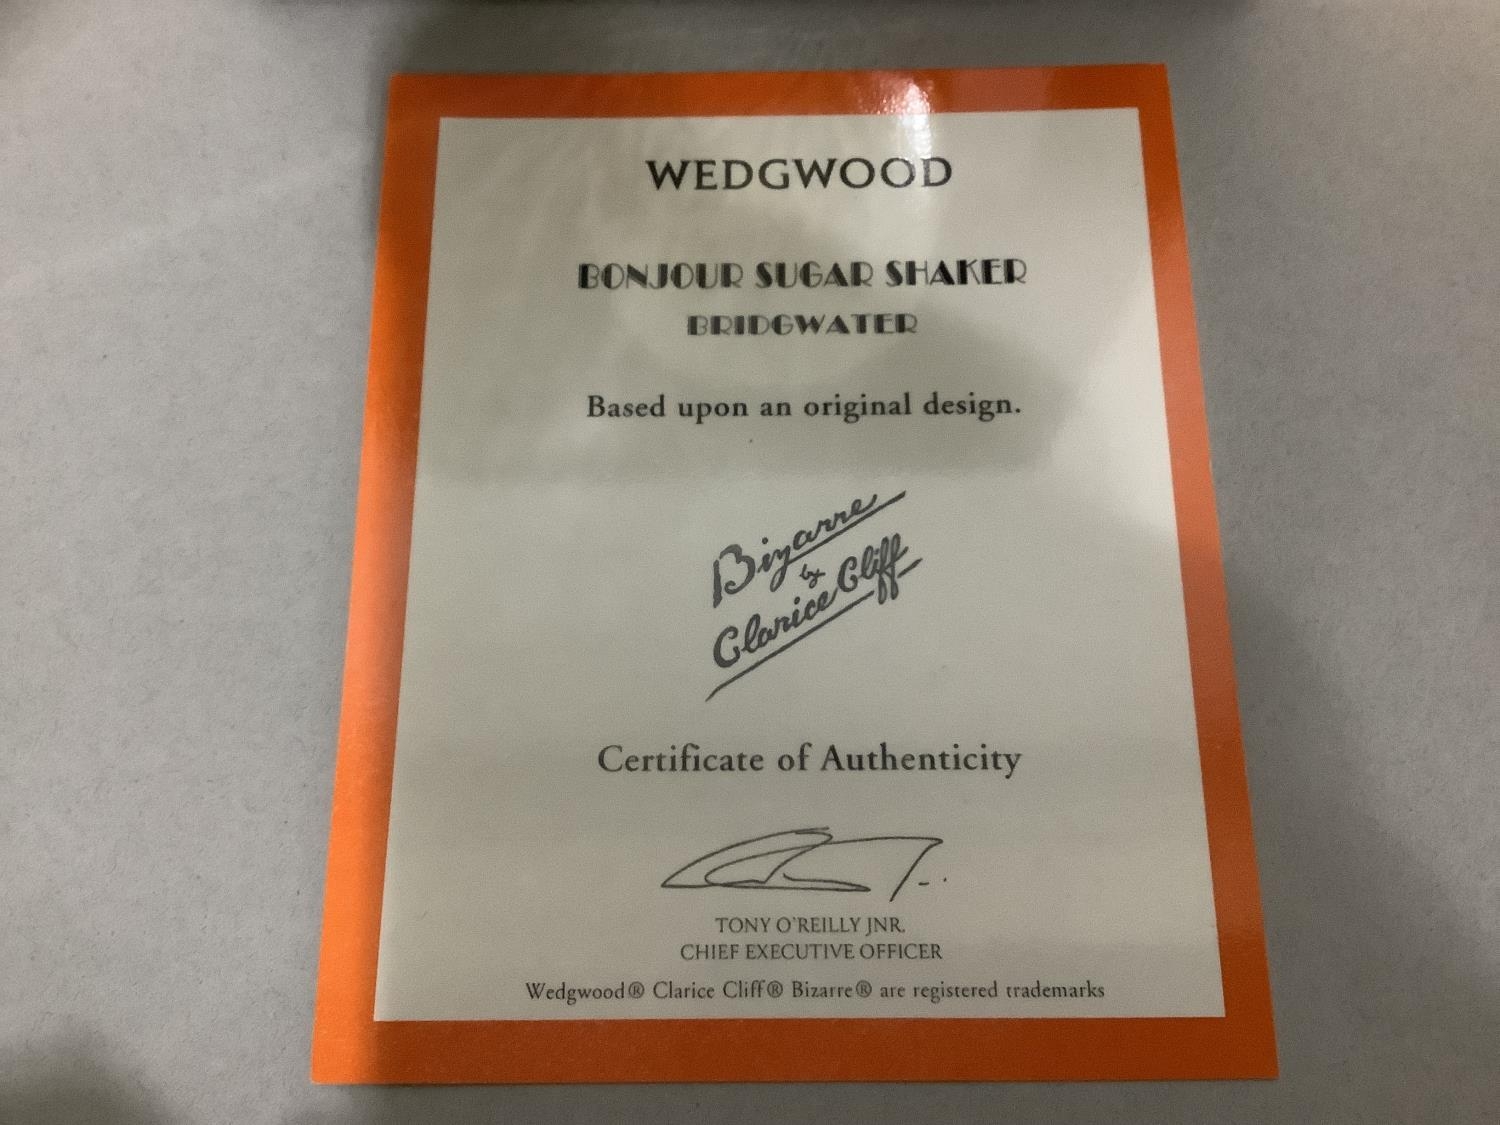 WEDGWOOD
BONJOUR SUGAR SHAKER
BRIDGWATER
Based upon an original design.
Bizarre
by
Clarice Cliff
Certificate of Authenticity
TONY O'REILLY JNR.
CHIEF EXECUTIVE OFFICER
Wedgwood® Clarice Cliff® Bizarre® are registered trademarks